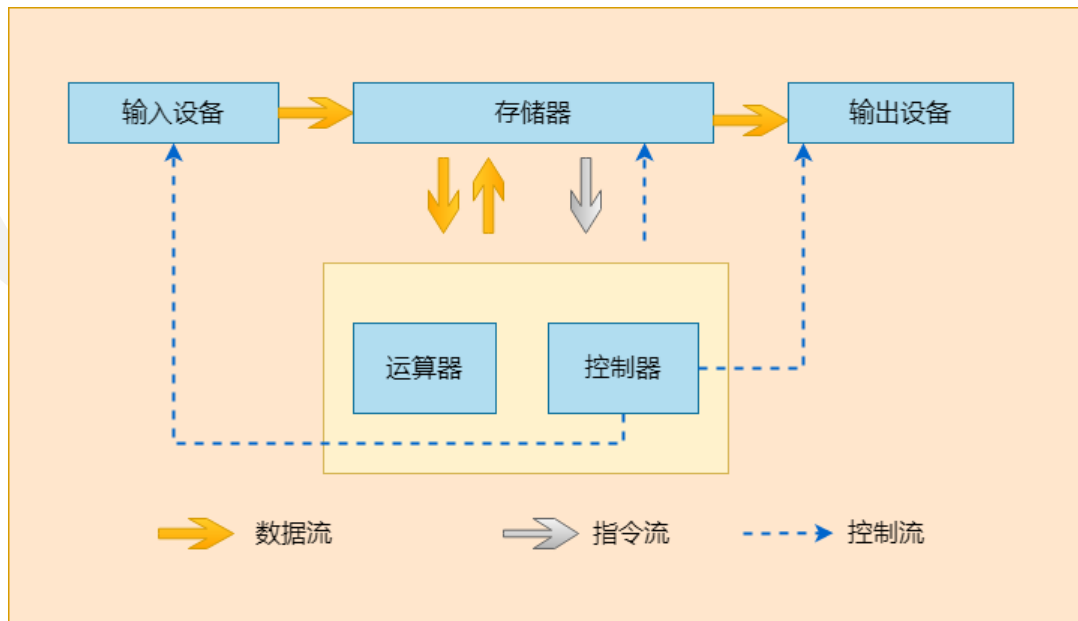 输入设备
存储器
输出设备
运算器
控制器
数据流
指令流
控制流